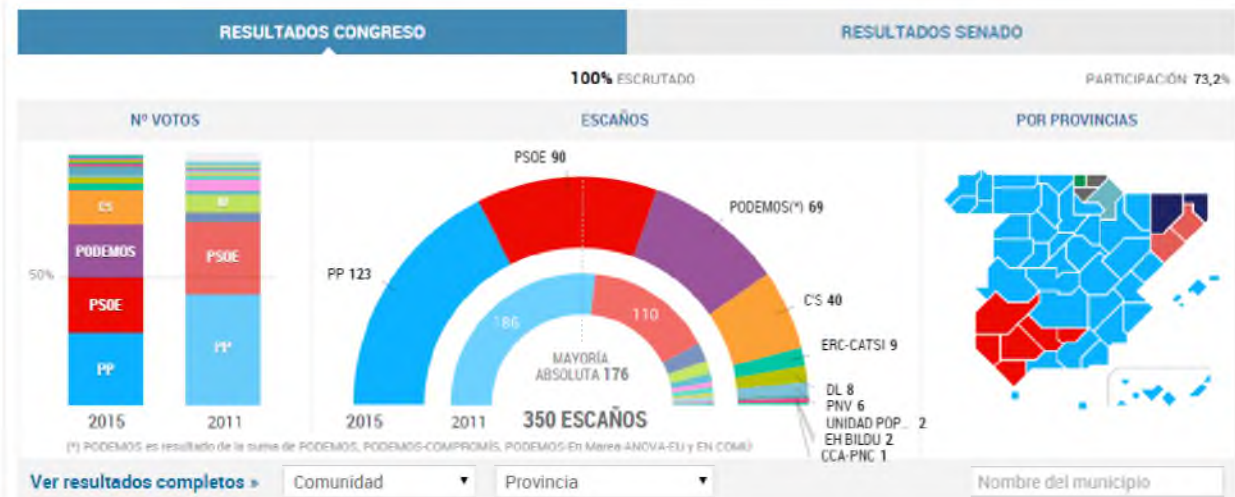 RESULTADOS CONGRESO
RESULTADOS SENADO
100% ESCRUTADO
PARTICIPACIÓN: 73,2%
Nº VOTOS
ESCAÑOS
POR PROVINCIAS
CS
PODEMOS
PSOE
PP
50%
IU
PSOE
PP
2015
2011
PSOE 90
PODEMOS(*) 69
PP 123
C'S 40
186
110
ERC-CATSI 9
MAYORÍA
ABSOLUTA 176
DL 8
PNV 6
UNIDAD POP... 2
EH BILDU 2
CCA-PNC 1
2015
2011
350 ESCAÑOS
(*) PODEMOS es resultado de la suma de PODEMOS, PODEMOS-COMPROMÍS, PODEMOS-En Marea-ANOVA-EU y EN COMÚ
Ver resultados completos »
Comunidad
Provincia
Nombre del municipio